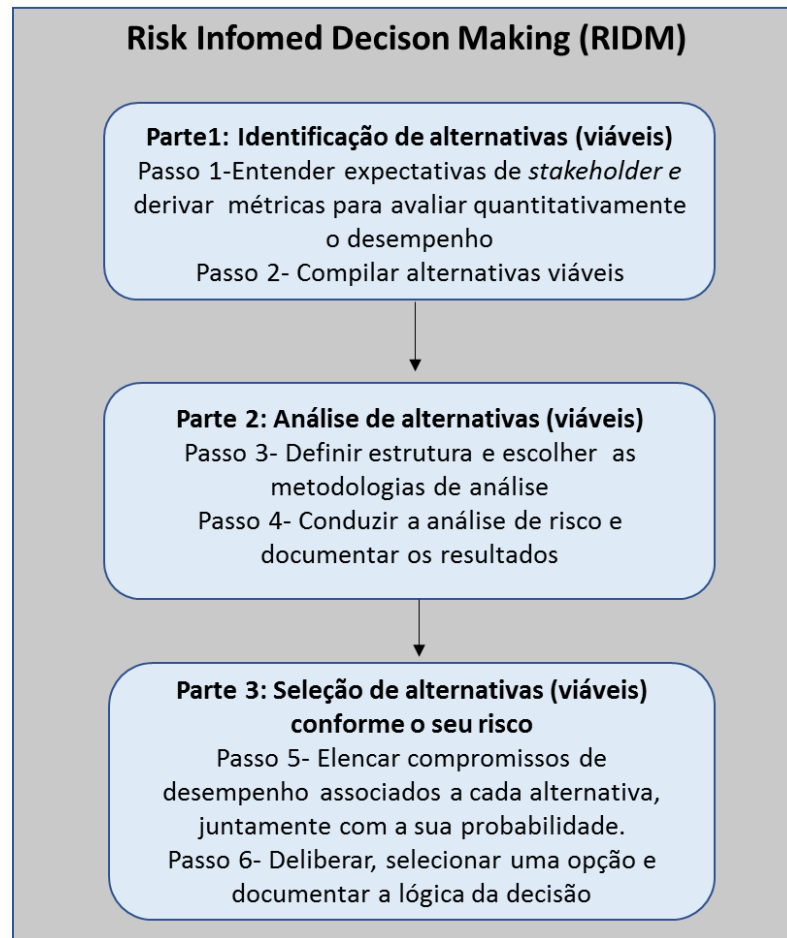 Risk Infomed Decison Making (RIDM)
Parte1: Identificação de alternativas (viáveis)
Passo 1-Entender expectativas de stakeholder e
derivar métricas para avaliar quantitativamente
o desempenho
Passo 2- Compilar alternativas viáveis
Parte 2: Análise de alternativas (viáveis)
Passo 3- Definir estrutura e escolher as
metodologias de análise
Passo 4- Conduzir a análise de risco e
documentar os resultados
Parte 3: Seleção de alternativas (viáveis)
conforme o seu risco
Passo 5- Elencar compromissos de
desempenho associados a cada alternativa,
juntamente com a sua probabilidade.
Passo 6- Deliberar, selecionar uma opção e
documentar a lógica da decisão